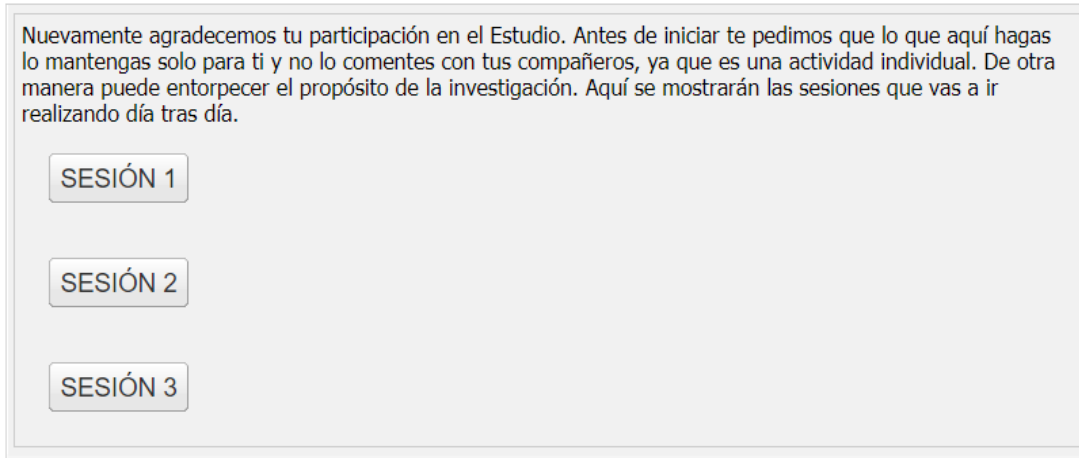 Nuevamente agradecemos tu participación en el Estudio. Antes de iniciar te pedimos que lo que aquí hagas
lo mantengas solo para ti y no lo comentes con tus compañeros, ya que es una actividad individual. De otra
manera puede entorpecer el propósito de la investigación. Aquí se mostrarán las sesiones que vas a ir
realizando día tras día.
SESIÓN 1
SESIÓN 2
SESIÓN 3